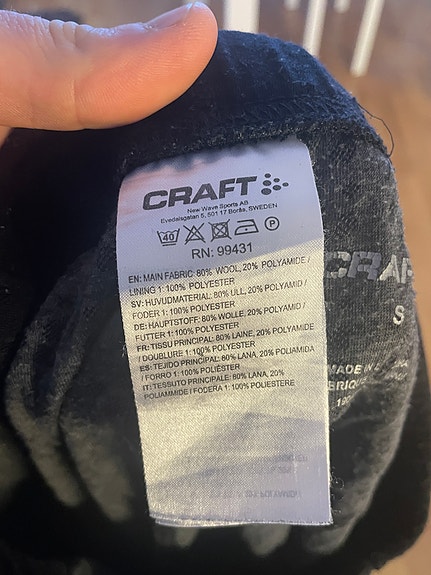 CRAFT
New Wave Sports AB
Evedalsgatan 5, 501 17 Borås, SWEDEN
40 P
RN: 99431
EN: MAIN FABRIC: 80% WOOL, 20% POLYAMIDE /
LINING 1: 100% POLYESTER
SV: HUVUDMATERIAL: 80% ULL, 20% POLYAMID /
FODER 1: 100% POLYESTER
DE: HAUPTSTOFF: 80% WOLLE, 20% POLYAMID /
FUTTER 1: 100% POLYESTER
FR: TISSU PRINCIPAL: 80% LAINE, 20% POLYAMIDE
/ DOUBLURE 1: 100% POLYESTER
ES: TEJIDO PRINCIPAL: 80% LANA, 20% POLIAMIDA
/ FORRO 1: 100% POLIÉSTER
IT: TESSUTO PRINCIPALE: 80% LANA, 20%
POLIAMMIDE / FODERA 1: 100% POLIESTERE
CRAF
S
MADE IN